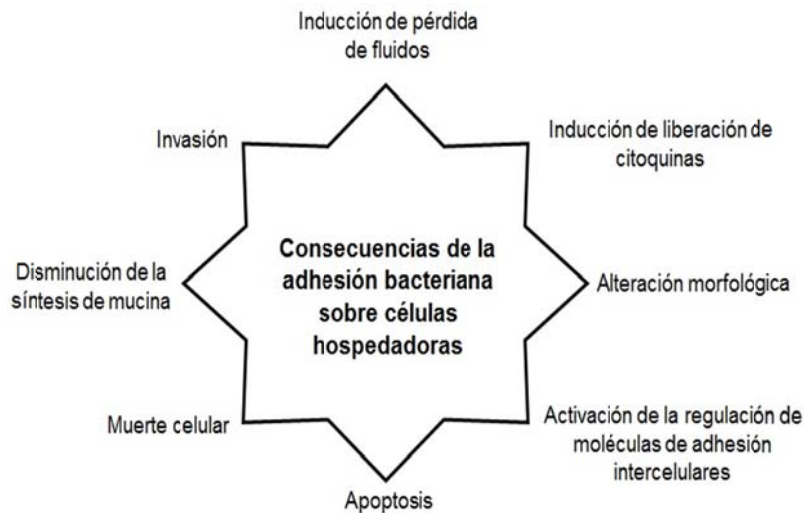 Inducción de pérdida
de fluidos
Invasión
Inducción de liberación de
citoquinas
Consecuencias de la
adhesión bacteriana
sobre células
hospedadoras
Disminución de la
síntesis de mucina
Alteración morfológica
Muerte celular
Activación de la regulación de
moléculas de adhesión
intercelulares
Apoptosis